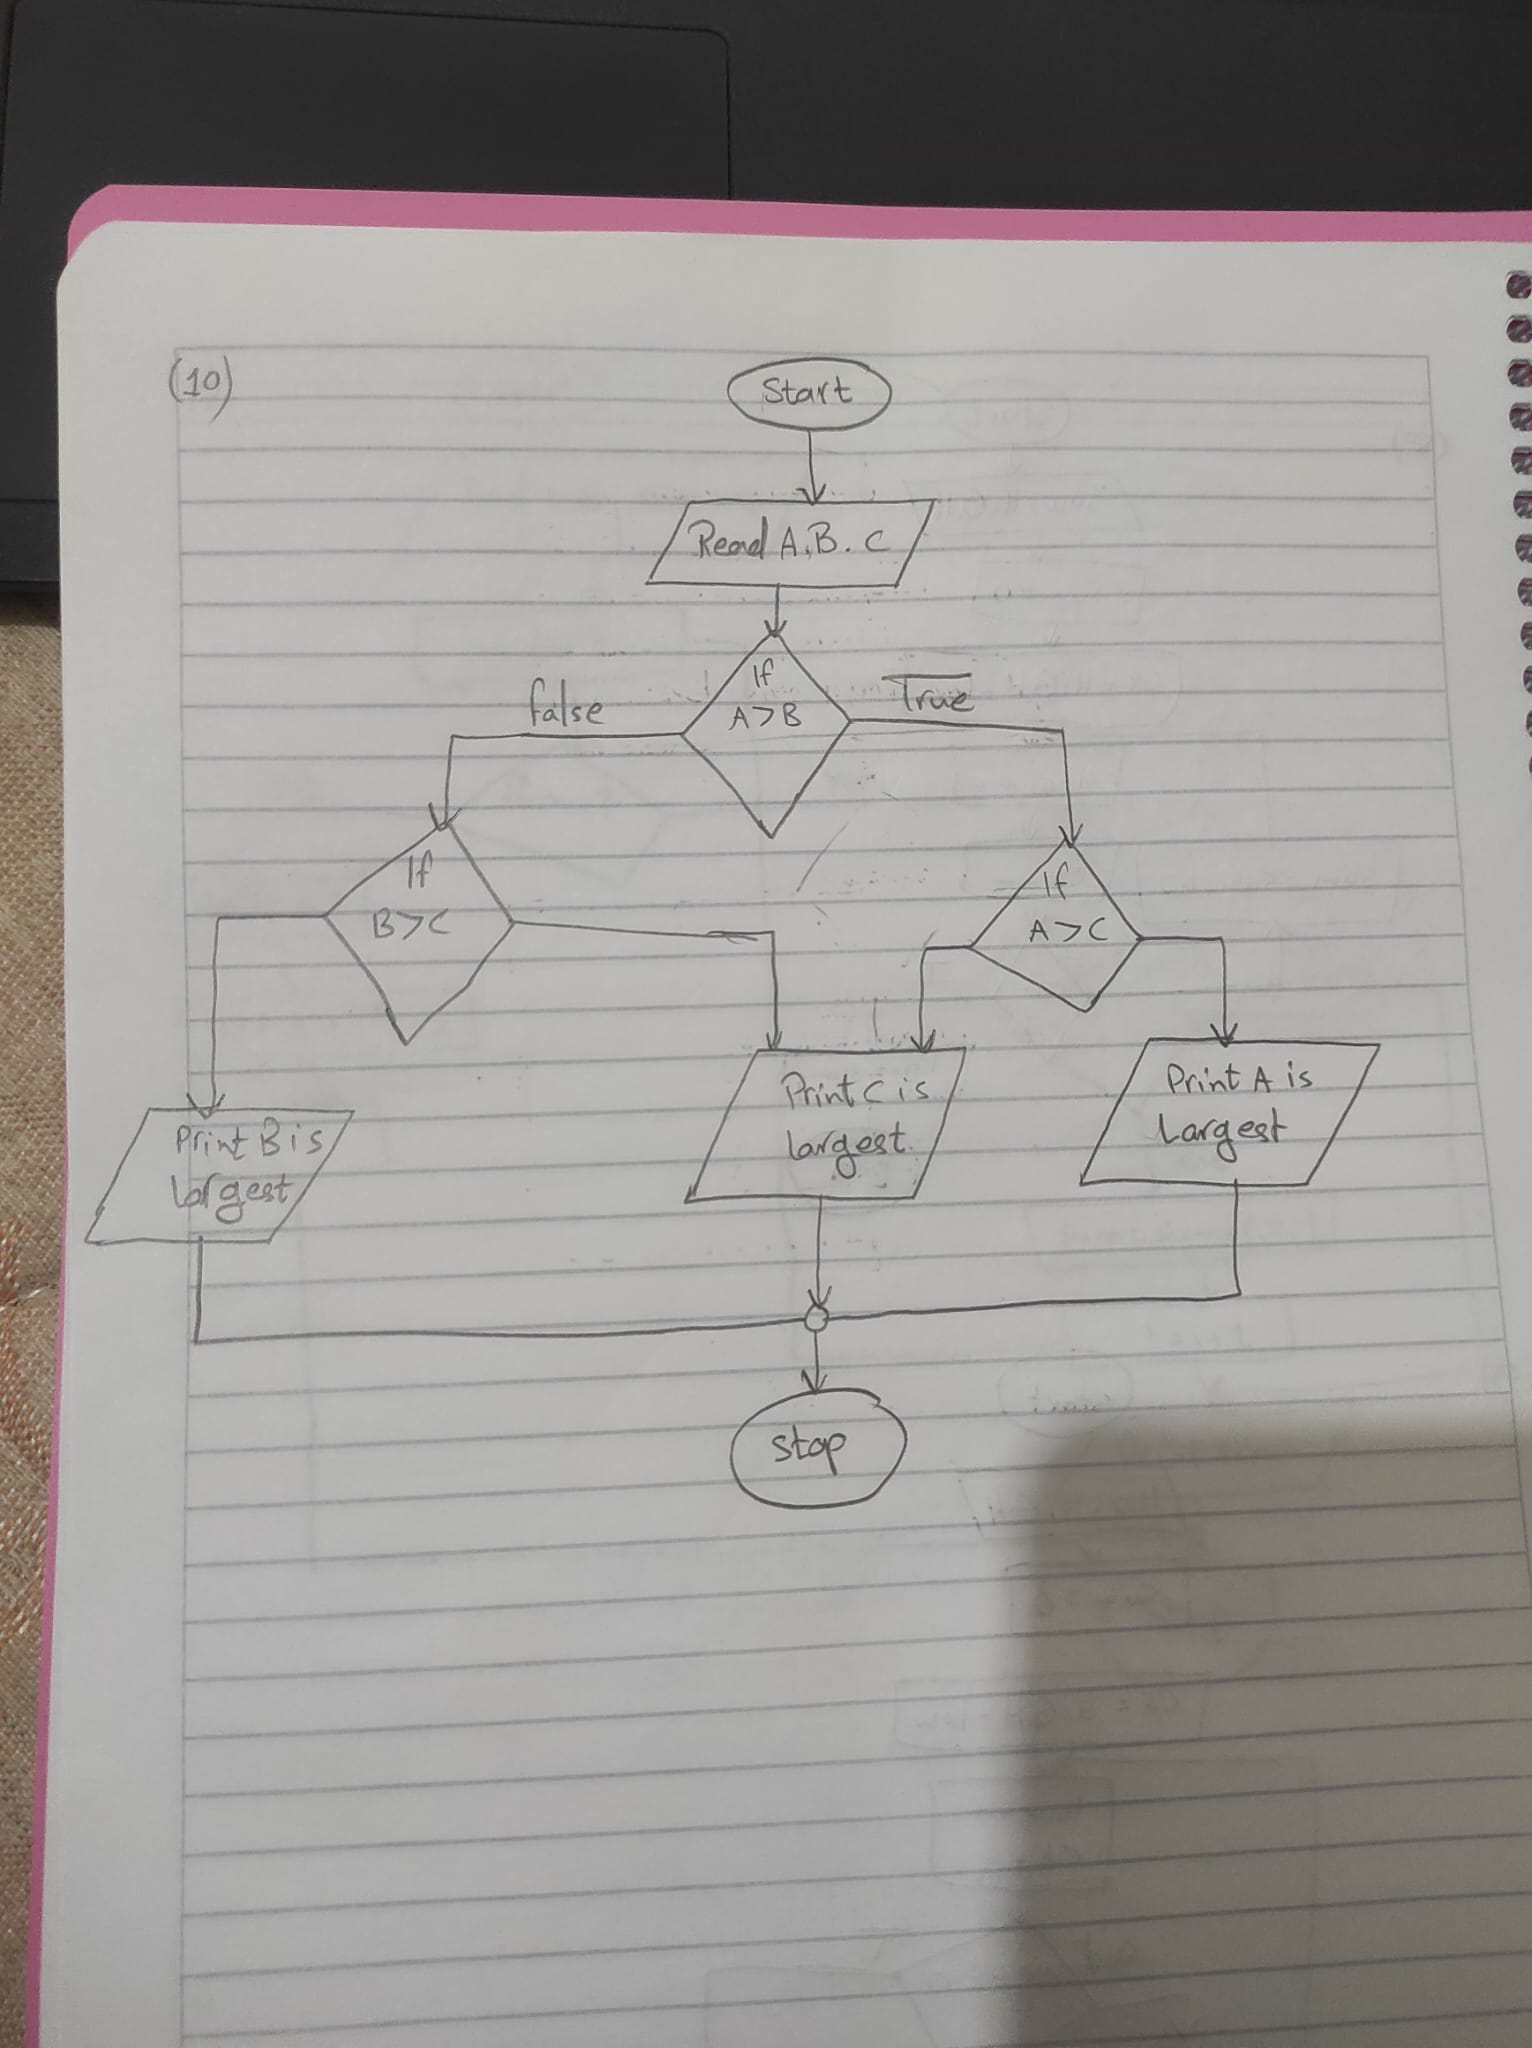 (10)
Start
Read A, B. C
If
A>B
false
True
If
B>C
If
A>C
Print B is
largest
Print C is
largest.
Print A is
Largest
stop